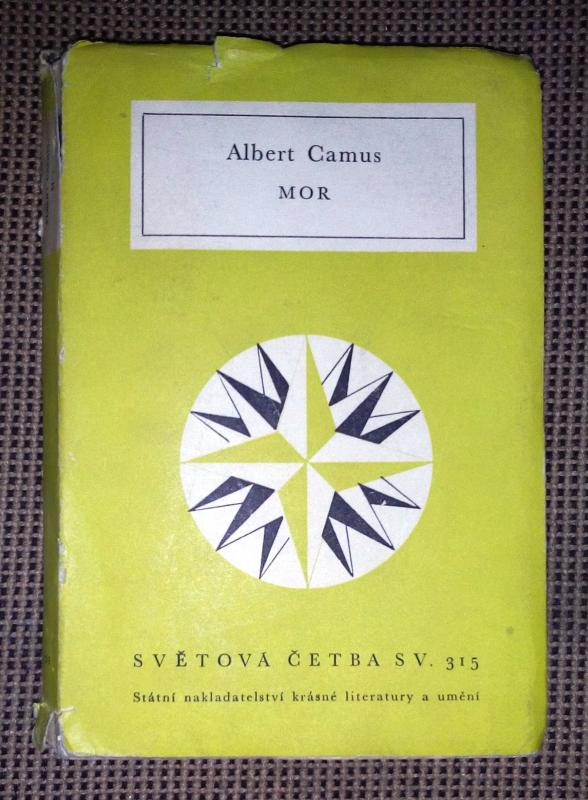 Albert Camus
MOR
SVĚTOVÁ ČETBA SV. 315
Státní nakladatelství krásné literatury a umění